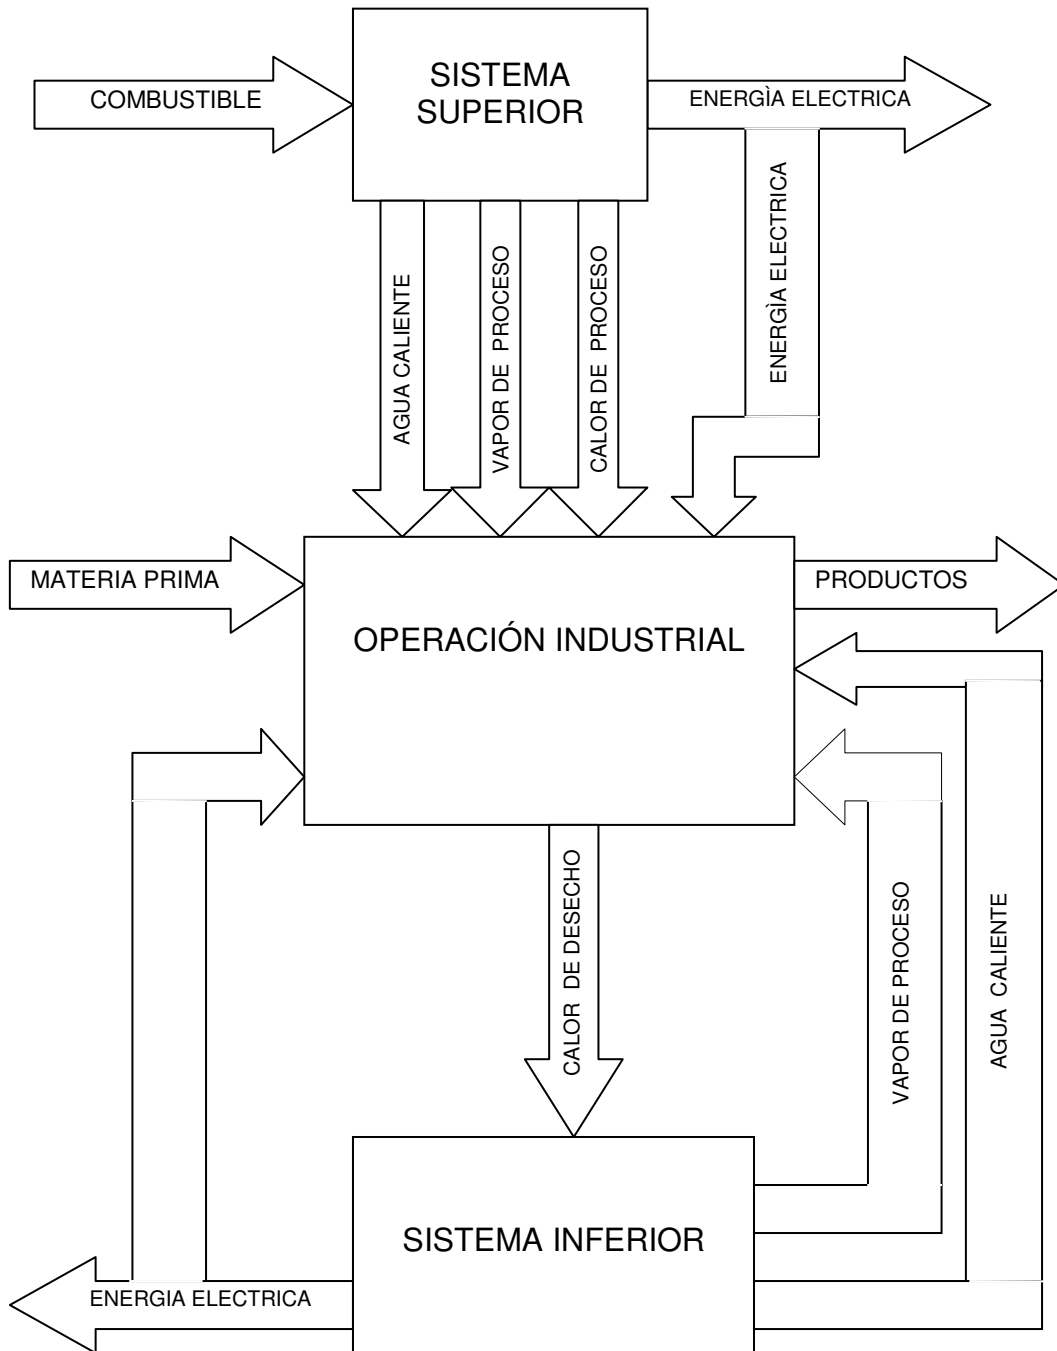 SISTEMA
SUPERIOR
COMBUSTIBLE
ENERGÌA ELECTRICA
ENERGÌA ELECTRICA
AGUA CALIENTE
VAPOR DE PROCESO
CALOR DE PROCESO
MATERIA PRIMA
PRODUCTOS
OPERACIÓN INDUSTRIAL
CALOR DE DESECHO
VAPOR DE PROCESO
AGUA CALIENTE
SISTEMA INFERIOR
ENERGIA ELECTRICA